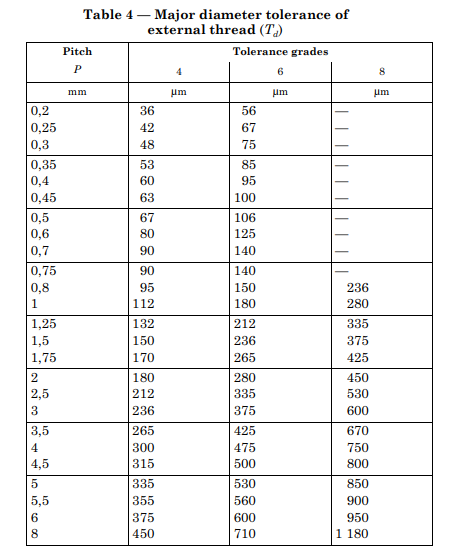 Table 4 — Major diameter tolerance of
external thread (Td)
Pitch Tolerance grades
P 4 6 8
mm µm µm µm
0,2 36 56 —
0,25 42 67 —
0,3 48 75 —
0,35 53 85 —
0,4 60 95 —
0,45 63 100 —
0,5 67 106 —
0,6 80 125 —
0,7 90 140 —
0,75 90 140 —
0,8 95 150 236
1 112 180 280
1,25 132 212 335
1,5 150 236 375
1,75 170 265 425
2 180 280 450
2,5 212 335 530
3 236 375 600
3,5 265 425 670
4 300 475 750
4,5 315 500 800
5 335 530 850
5,5 355 560 900
6 375 600 950
8 450 710 1 180